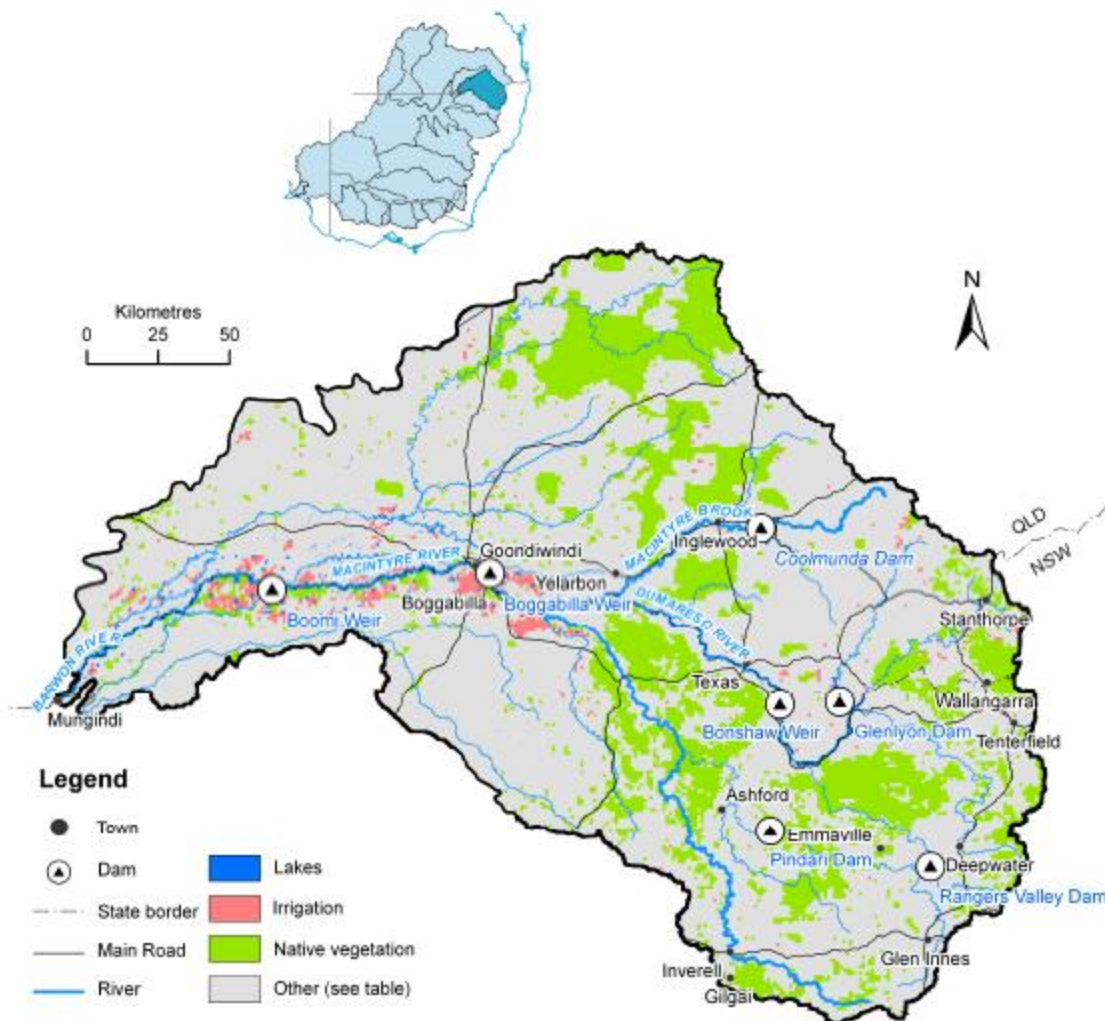 N
Kilometres
0 25 50
QLD
NSW
MACINTYRE BROOK
Inglewood
Coolmunda Dam
Goondiwindi
MACINTYRE RIVER
Yelarbon
Boggabilla
Boggabilla Weir
DUMARESQ RIVER
Boomi Weir
Stanthorpe
BARWON RIVER
Texas
Wallangarra
Mungindi
Bonshaw Weir
Glenlyon Dam
Tenterfield
Ashford
Emmaville
Pindari Dam
Deepwater
Rangers Valley Dam
Glen Innes
Inverell
Gilgai
Legend
Town
Dam
State border
Main Road
River
Lakes
Irrigation
Native vegetation
Other (see table)